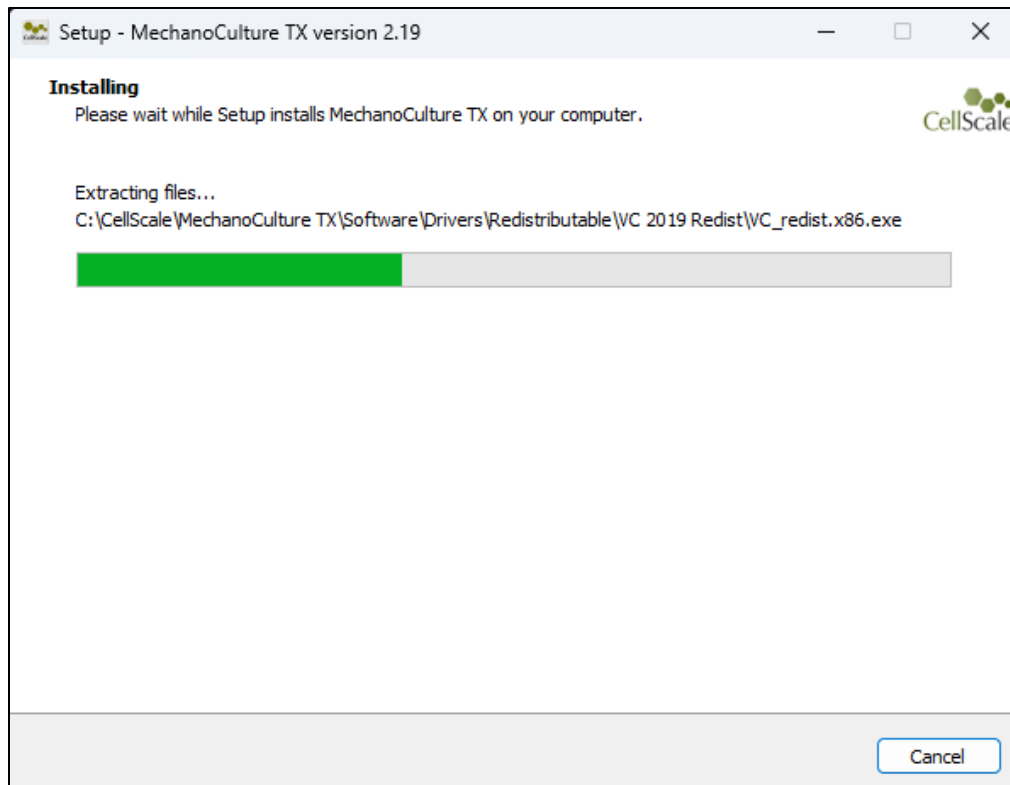 Setup - MechanoCulture TX version 2.19
Installing
Please wait while Setup installs MechanoCulture TX on your computer.
CellScale
Extracting files...
C:\CellScale\MechanoCulture TX\Software\Drivers\Redistributable\VC 2019 Redist\VC_redist.x86.exe
Cancel